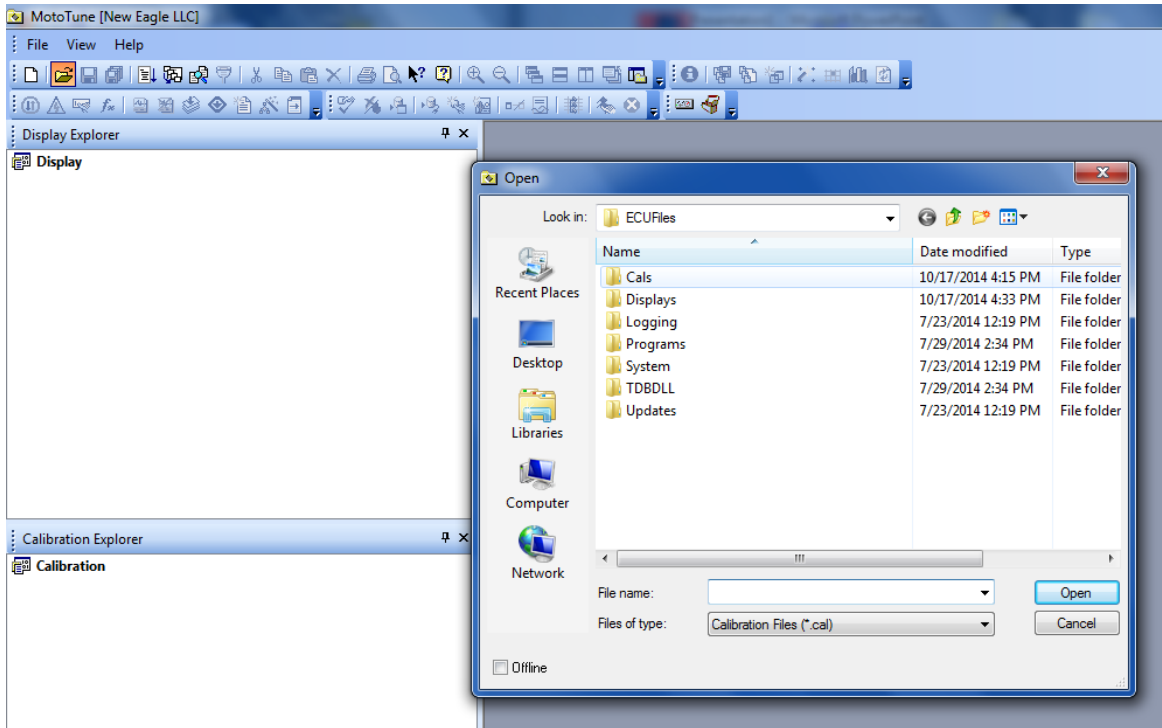 MotoTune [New Eagle LLC]
File View Help
Display Explorer
Display
Open
Look in: ECUFiles
Name Date modified Type
Cals 10/17/2014 4:15 PM File folder
Displays 10/17/2014 4:33 PM File folder
Logging 7/23/2014 12:19 PM File folder
Programs 7/29/2014 2:34 PM File folder
System 7/23/2014 12:19 PM File folder
TDBDLL 7/29/2014 2:34 PM File folder
Updates 7/23/2014 12:19 PM File folder
Recent Places
Desktop
Libraries
Computer
Network
File name: Open
Files of type: Calibration Files (*.cal) Cancel
Offline
Calibration Explorer
Calibration